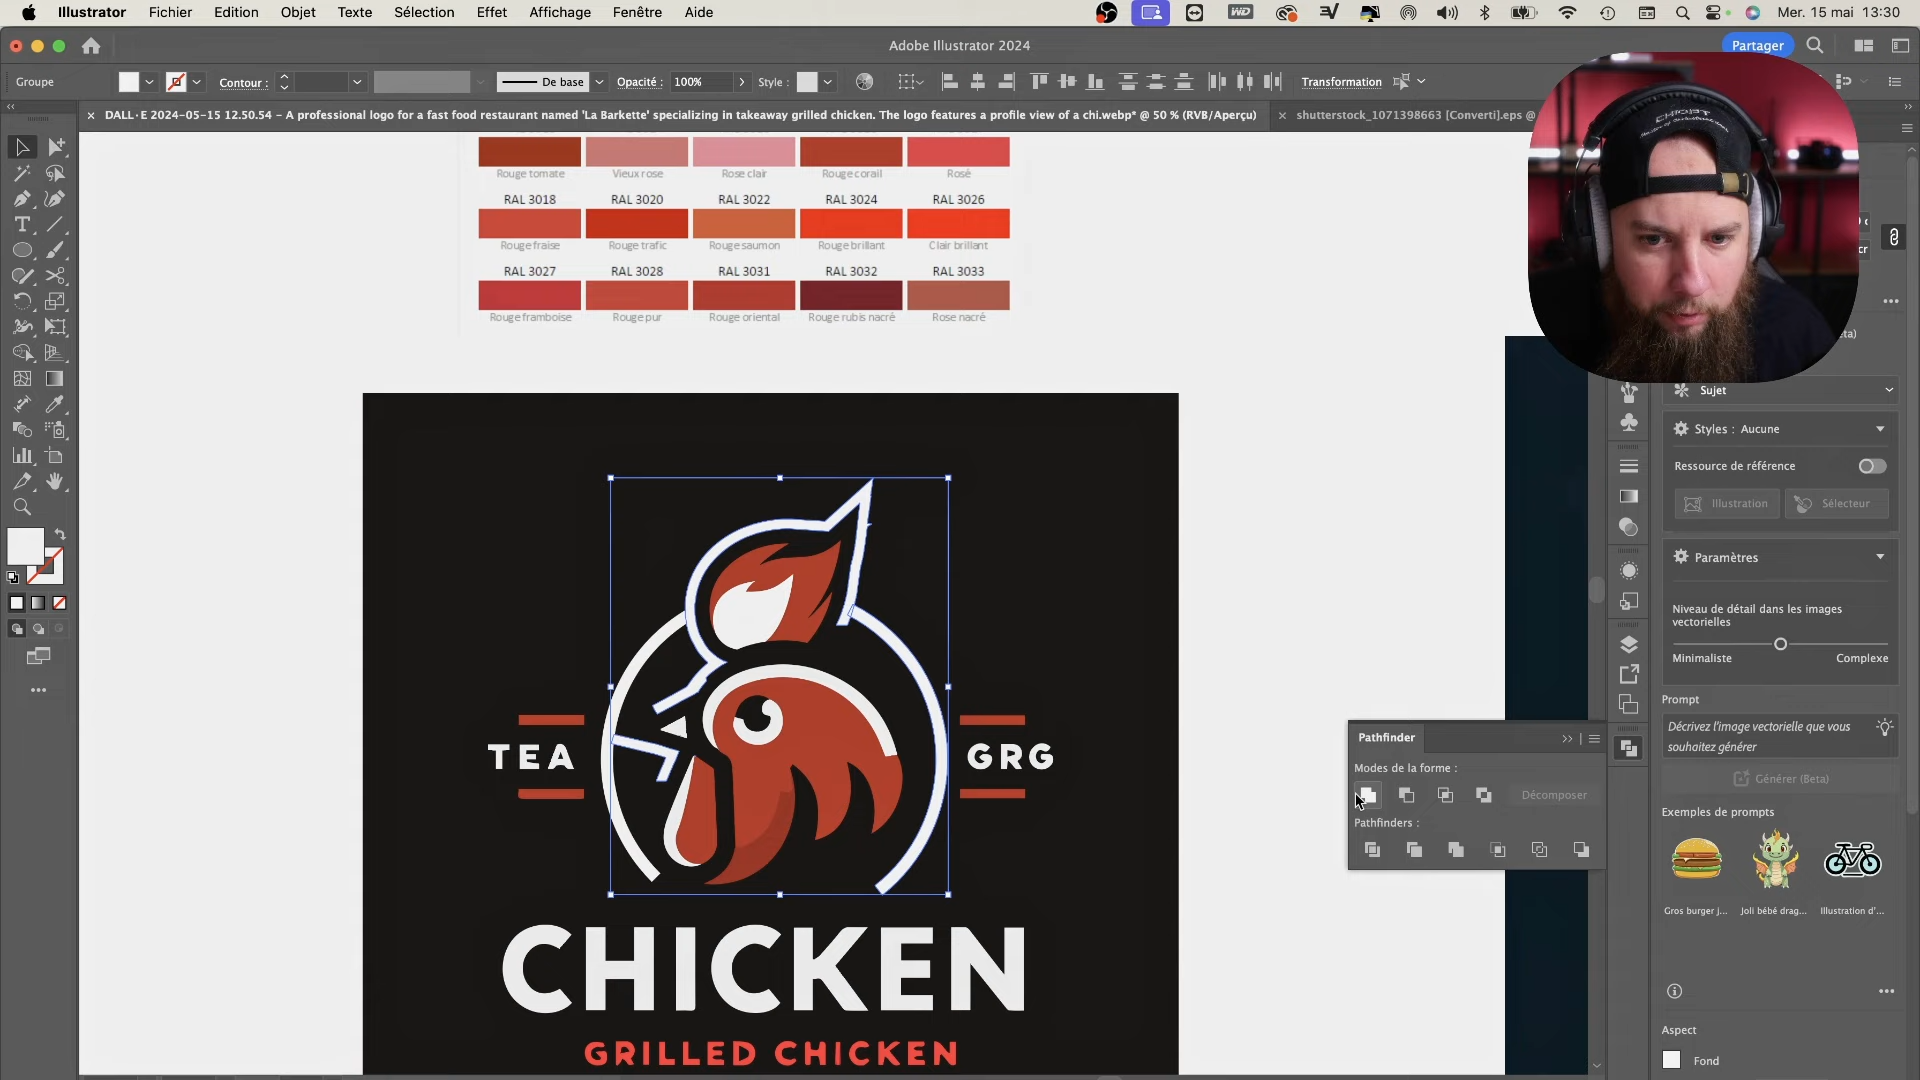 Illustrator Fichier Edition Objet Texte Sélection Effet Affichage Fenêtre Aide
Mer. 15 mai 13:30
Adobe Illustrator 2024
Partager
Groupe
Contour :
De base
Opacité : 100%
Style :
Transformation
DALL·E 2024-05-15 12.50.54 - A professional logo for a fast food restaurant named 'La Barkette' specializing in takeaway grilled chicken. The logo features a profile view of a chi.webp* @ 50 % (RVB/Aperçu)
shutterstock_1071398663 [Converti].eps @
Rouge tomate Vieux rose Rose clair Rouge corail Rosé
RAL 3018 RAL 3020 RAL 3022 RAL 3024 RAL 3026
Rouge fraise Rouge trafic Rouge saumon Rouge brillant Clair brillant
RAL 3027 RAL 3028 RAL 3031 RAL 3032 RAL 3033
Rouge framboise Rouge pur Rouge oriental Rouge rubis nacré Rose nacré
TEA GRG
CHICKEN
GRILLED CHICKEN
Pathfinder
Modes de la forme :
Décomposer
Pathfinders :
Sujet
Styles : Aucune
Ressource de référence
Illustration Sélecteur
Paramètres
Niveau de détail dans les images
vectorielles
Minimaliste Complexe
Prompt
Décrivez l'image vectorielle que vous
souhaitez générer
Générer (Beta)
Exemples de prompts
Gros burger j... Joli bébé drag... Illustration d'...
Aspect
Fond